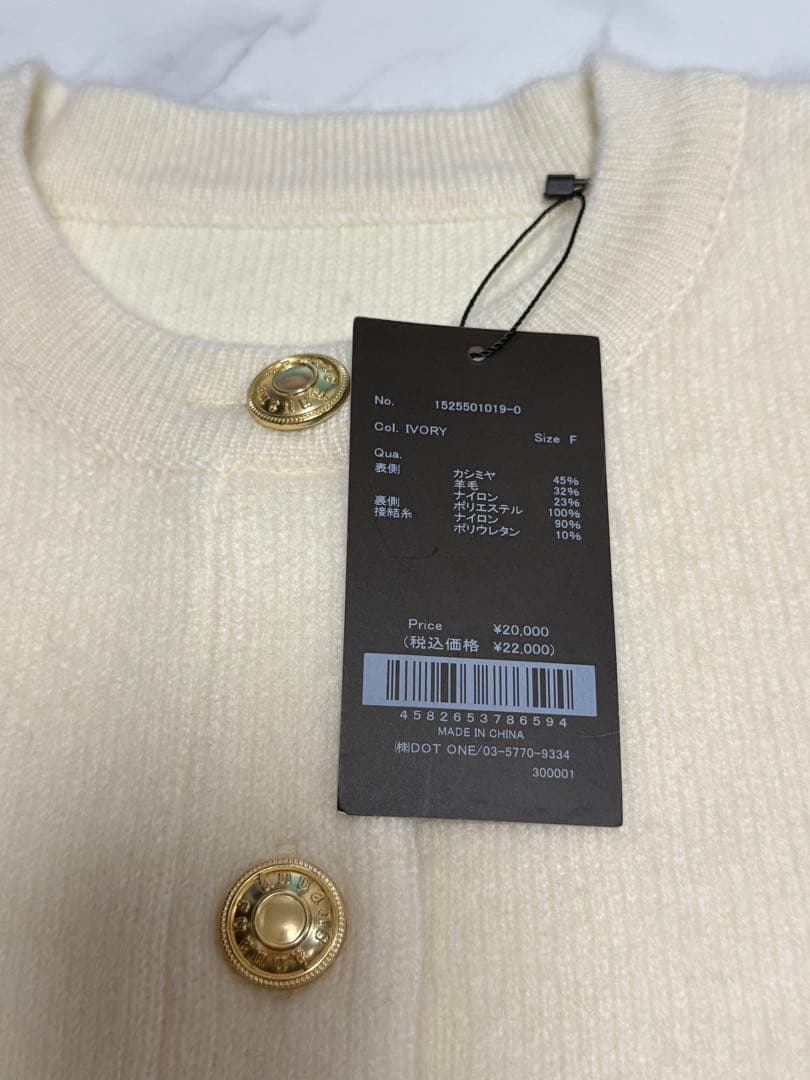 No. 1525501019-0
Col. IVORY Size F
Qua.
表側 カシミヤ 45%
羊毛 32%
ナイロン 23%
裏側 ポリエステル 100%
接結糸 ナイロン 90%
ポリウレタン 10%
Price ¥20,000
(税込価格 ¥22,000)
4582653786594
MADE IN CHINA
㈱DOT ONE/03-5770-9334
300001